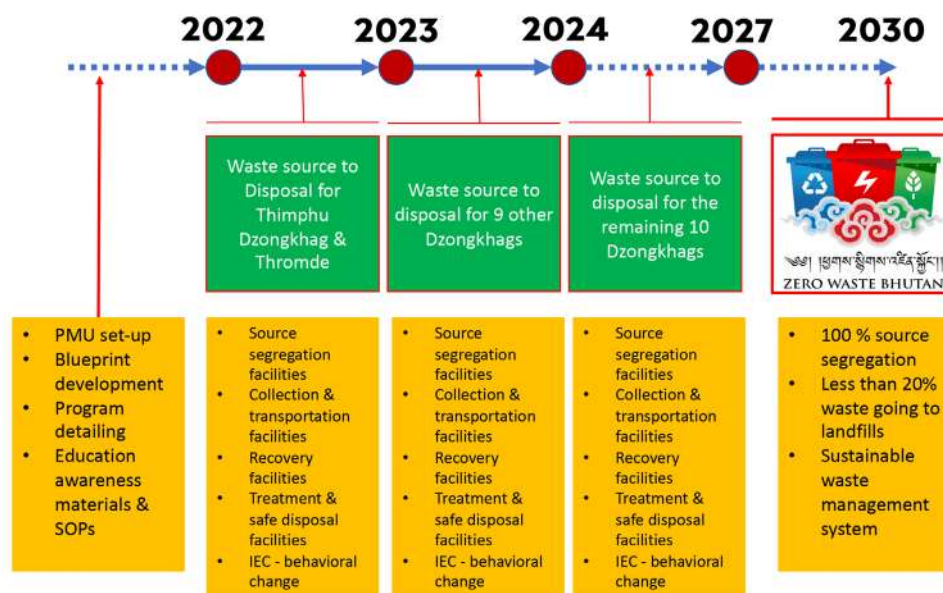 2022
2023
2024
2027
2030
Waste source to
Disposal for
Thimphu
Dzongkhag &
Thromde
Waste source to
disposal for 9 other
Dzongkhags
Waste source to
disposal for the
remaining 10
Dzongkhags
༄༅། །ཕྱགས་སྙིགས་འཛིན་སྐྱོང་།།
ZERO WASTE BHUTAN
• PMU set-up
• Blueprint
development
• Program
detailing
• Education
awareness
materials &
SOPs
• Source
segregation
facilities
• Collection &
transportation
facilities
• Recovery
facilities
• Treatment &
safe disposal
facilities
• IEC - behavioral
change
• Source
segregation
facilities
• Collection &
transportation
facilities
• Recovery
facilities
• Treatment &
safe disposal
facilities
• IEC - behavioral
change
• Source
segregation
facilities
• Collection &
transportation
facilities
• Recovery
facilities
• Treatment &
safe disposal
facilities
• IEC - behavioral
change
• 100 % source
segregation
• Less than 20%
waste going to
landfills
• Sustainable
waste
management
system